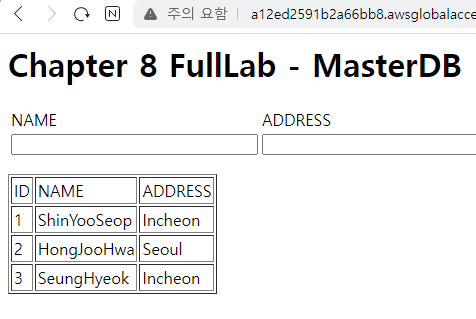 주의 요함 a12ed2591b2a66bb8.awsglobalacce
Chapter 8 FullLab - MasterDB
NAME ADDRESS
ID NAME ADDRESS
1 ShinYooSeop Incheon
2 HongJooHwa Seoul
3 SeungHyeok Incheon